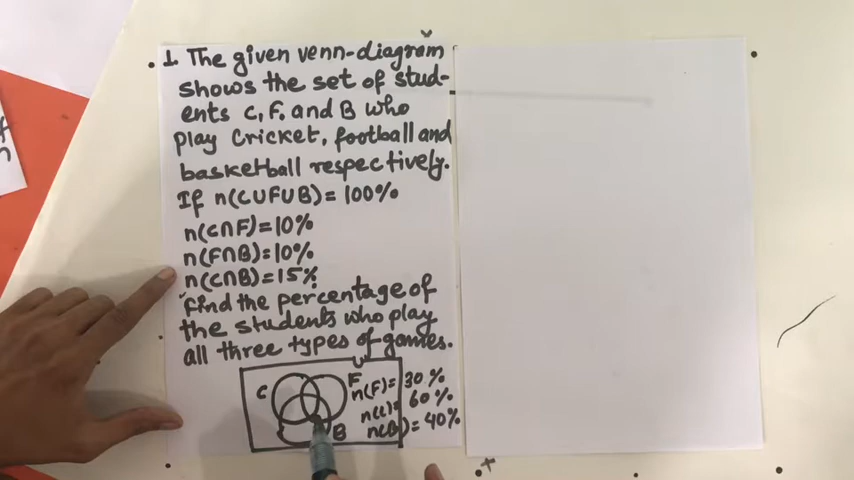 1. The given venn-diagram
shows the set of stud-
ents C, F, and B who
play Cricket, football and
basketball respectively.
If n(C∪F∪B)=100%
n(C∩F)=10%
n(F∩B)=10%
n(C∩B)=15%
find the percentage of
the students who play
all three types of games.
C
F
U
n(F)=30%
n(C)=60%
n(B)=40%
B